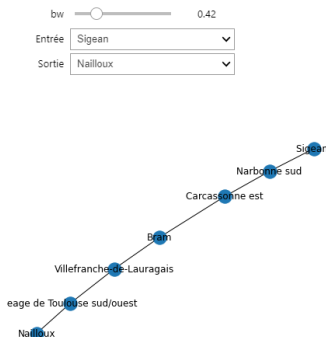 bw 0.42
Entrée Sigean
Sortie Nailloux
Sigean
Narbonne sud
Carcassonne est
Bram
Villefranche-de-Lauragais
eage de Toulouse sud/ouest
Nailloux